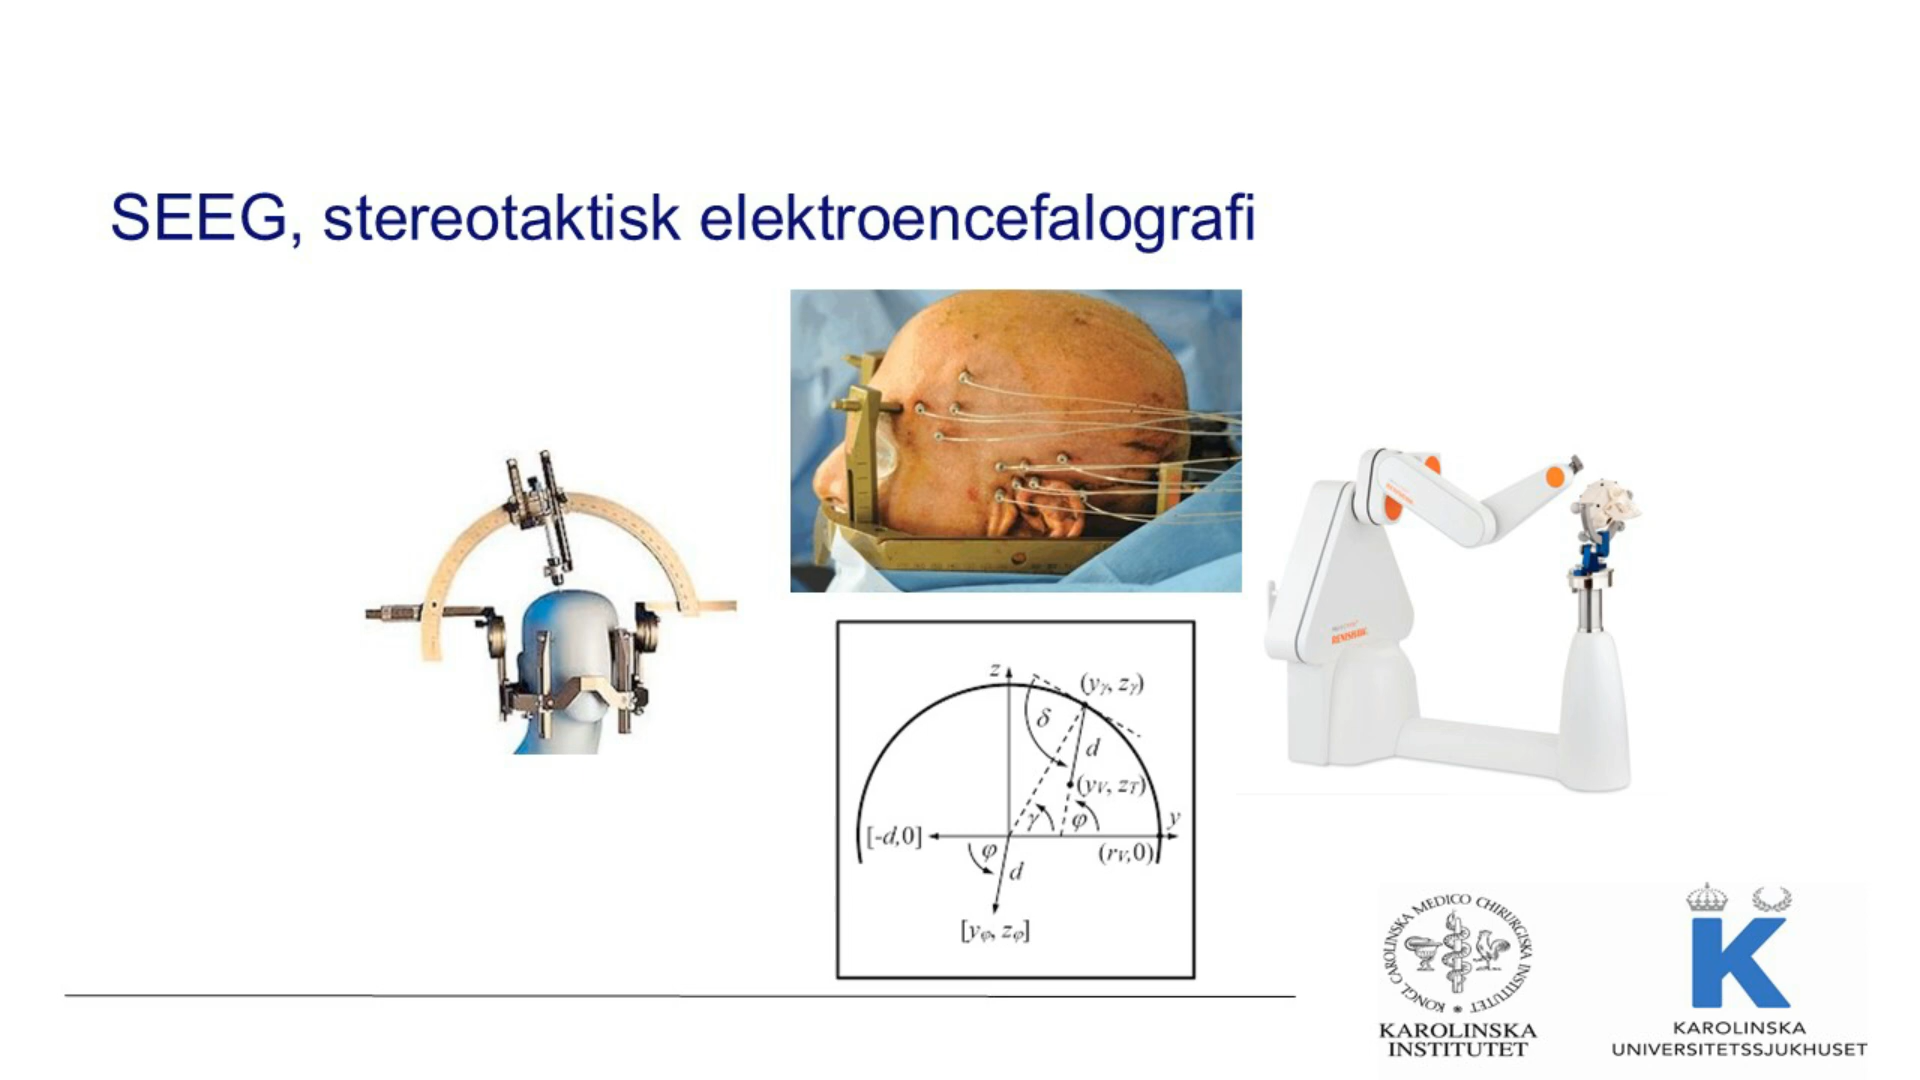 SEEG, stereotaktisk elektroencefalografi
z
(yγ, zγ)
δ
d
(yV, zT)
γ
φ
y
[-d,0]
(rV,0)
φ
d
[yφ, zφ]
RENISHAW
KONGL CAROLINSKA MEDICO CHIRURGISKA INSTITUTET
KAROLINSKA
INSTITUTET
K
KAROLINSKA
UNIVERSITETSSJUKHUSET